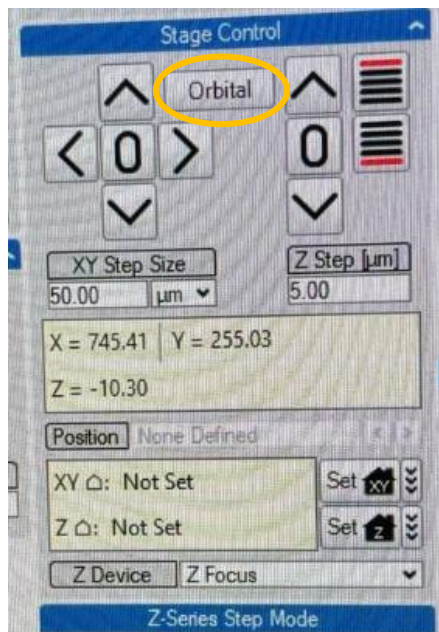 Stage Control
Orbital
0 0
XY Step Size Z Step [µm]
50.00 µm 5.00
X = 745.41 Y = 255.03
Z = -10.30
Position None Defined
XY : Not Set Set XY
Z : Not Set Set Z
Z Device Z Focus
Z-Series Step Mode